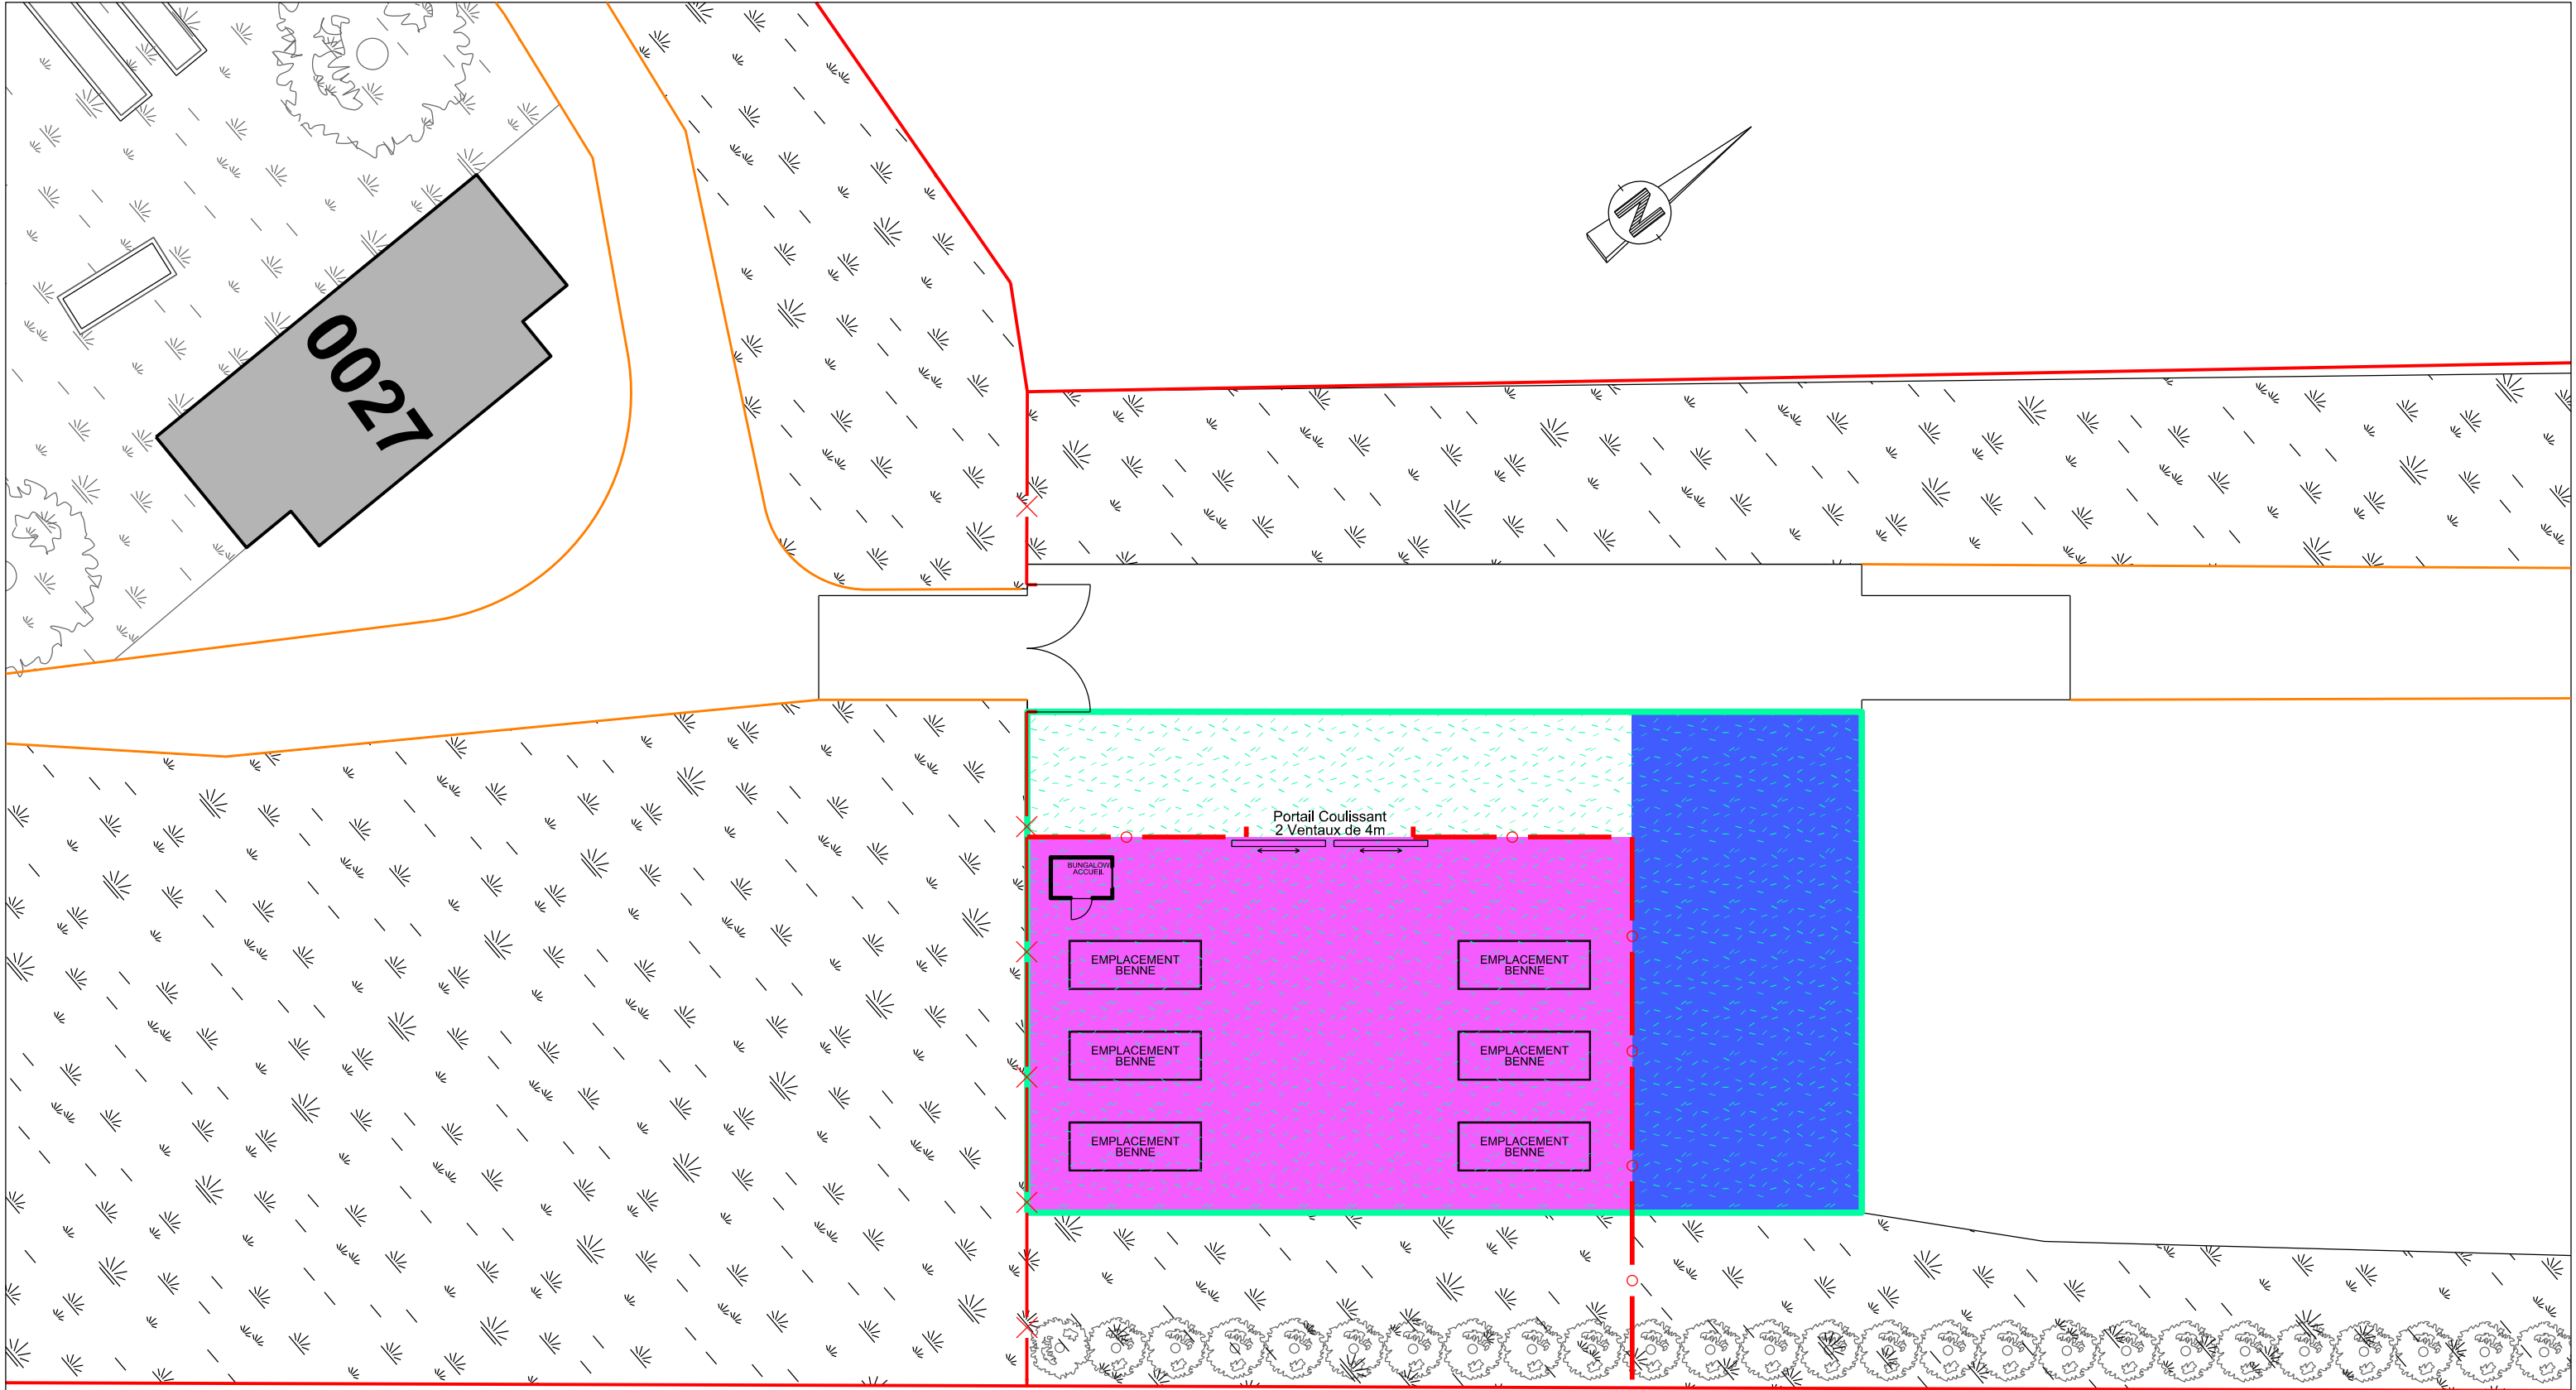 N
0027
Portail Coulissant
2 Ventaux de 4m
BUNGALOW
ACCUEIL
EMPLACEMENT
BENNE
EMPLACEMENT
BENNE
EMPLACEMENT
BENNE
EMPLACEMENT
BENNE
EMPLACEMENT
BENNE
EMPLACEMENT
BENNE